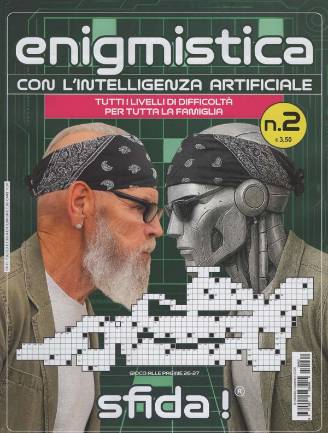 enigmistica
CON L'INTELLIGENZA ARTIFICIALE
TUTTI I LIVELLI DI DIFFICOLTÀ
PER TUTTA LA FAMIGLIA
n.2
€ 3,50
GIOCO ALLE PAGINE 26-27
sfida !®